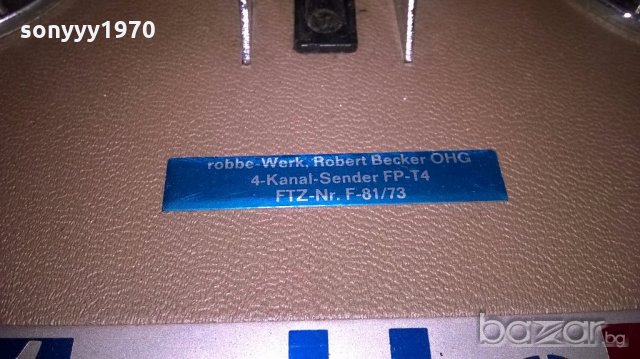 sonyyy1970
robbe-Werk, Robert Becker OHG
4-Kanal-Sender FP-T4
FTZ-Nr. F-81/73
bazar.bg